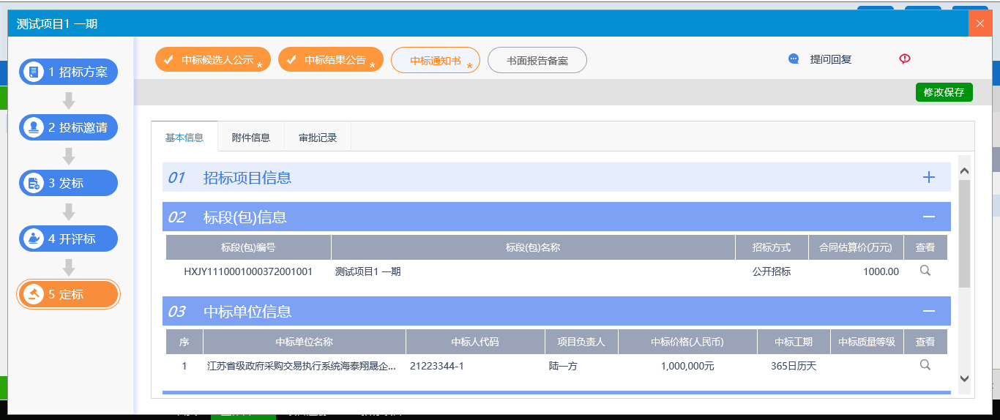 测试项目1 一期
1 招标方案
2 投标邀请
3 发标
4 开评标
5 定标
中标候选人公示 * 中标结果公告 * 中标通知书 * 书面报告备案 提问回复
修改保存
基本信息 附件信息 审批记录
01 招标项目信息
02 标段(包)信息
标段(包)编号 标段(包)名称 招标方式 合同估算价(万元) 查看
HXJY1110001000372001001 测试项目1 一期 公开招标 1000.00
03 中标单位信息
序 中标单位名称 中标人代码 项目负责人 中标价格(人民币) 中标工期 中标质量等级 查看
1 江苏省级政府采购交易执行系统海泰翔晟企... 21223344-1 陆一方 1,000,000元 365日历天